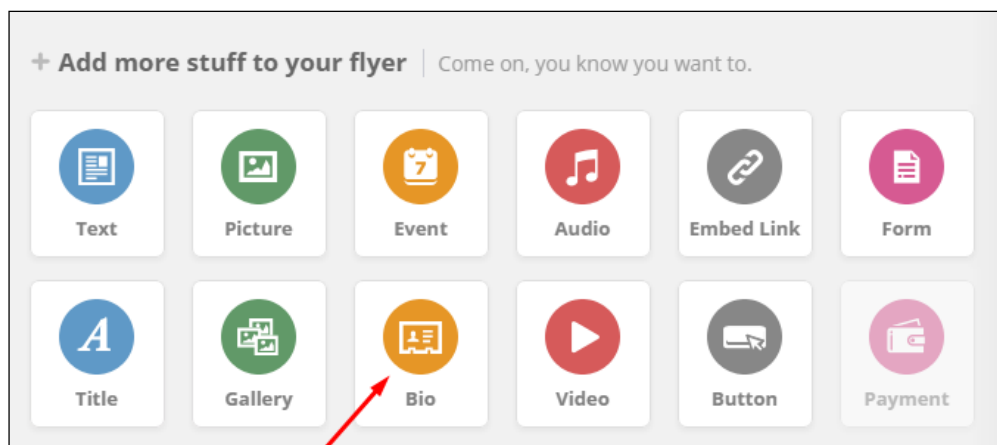 + Add more stuff to your flyer Come on, you know you want to.
Text Picture Event Audio Embed Link Form
7
A
Title Gallery Bio Video Button Payment